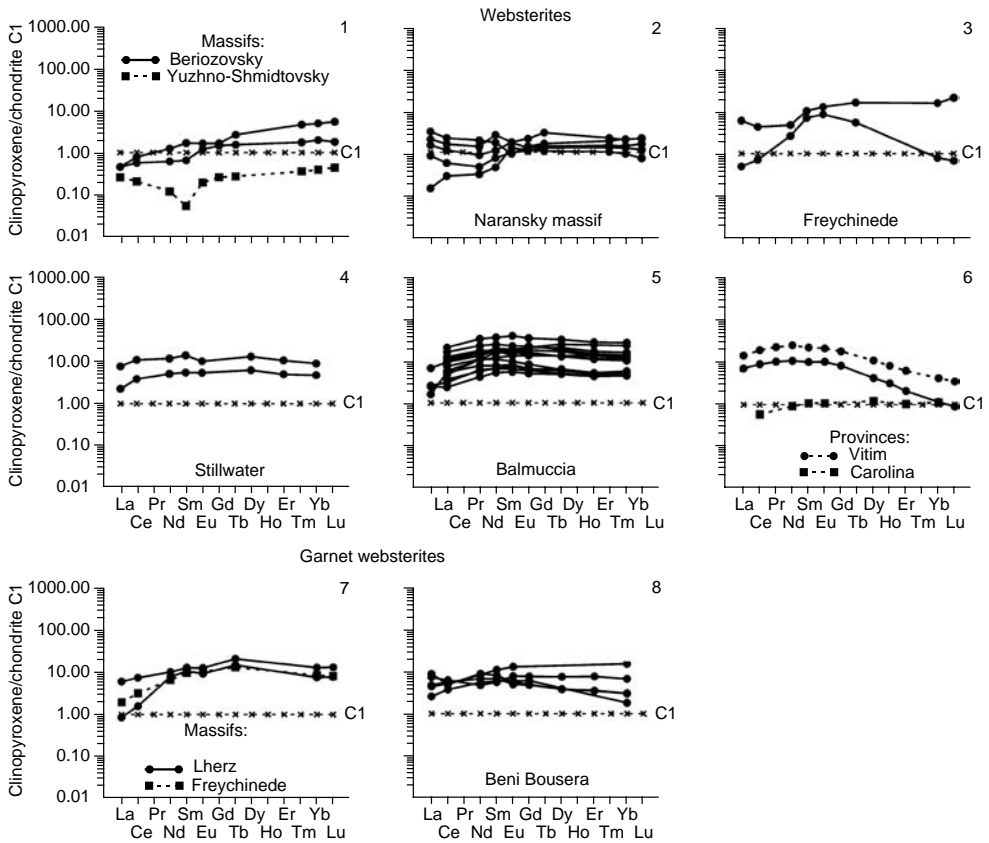 Websterites
Clinopyroxene/chondrite C1
1000.00
100.00
10.00
1.00
0.10
0.01
1
Massifs:
Beriozovsky
Yuzhno-Shmidtovsky
C1
2
C1
Naransky massif
3
C1
Freychinede
Clinopyroxene/chondrite C1
1000.00
100.00
10.00
1.00
0.10
0.01
4
C1
Stillwater
La Pr Sm Gd Dy Er Yb
Ce Nd Eu Tb Ho Tm Lu
5
C1
Balmuccia
La Pr Sm Gd Dy Er Yb
Ce Nd Eu Tb Ho Tm Lu
6
C1
Provinces:
Vitim
Carolina
La Pr Sm Gd Dy Er Yb
Ce Nd Eu Tb Ho Tm Lu
Garnet websterites
Clinopyroxene/chondrite C1
1000.00
100.00
10.00
1.00
0.10
0.01
7
C1
Massifs:
Lherz
Freychinede
La Pr Sm Gd Dy Er Yb
Ce Nd Eu Tb Ho Tm Lu
8
C1
Beni Bousera
La Pr Sm Gd Dy Er Yb
Ce Nd Eu Tb Ho Tm Lu